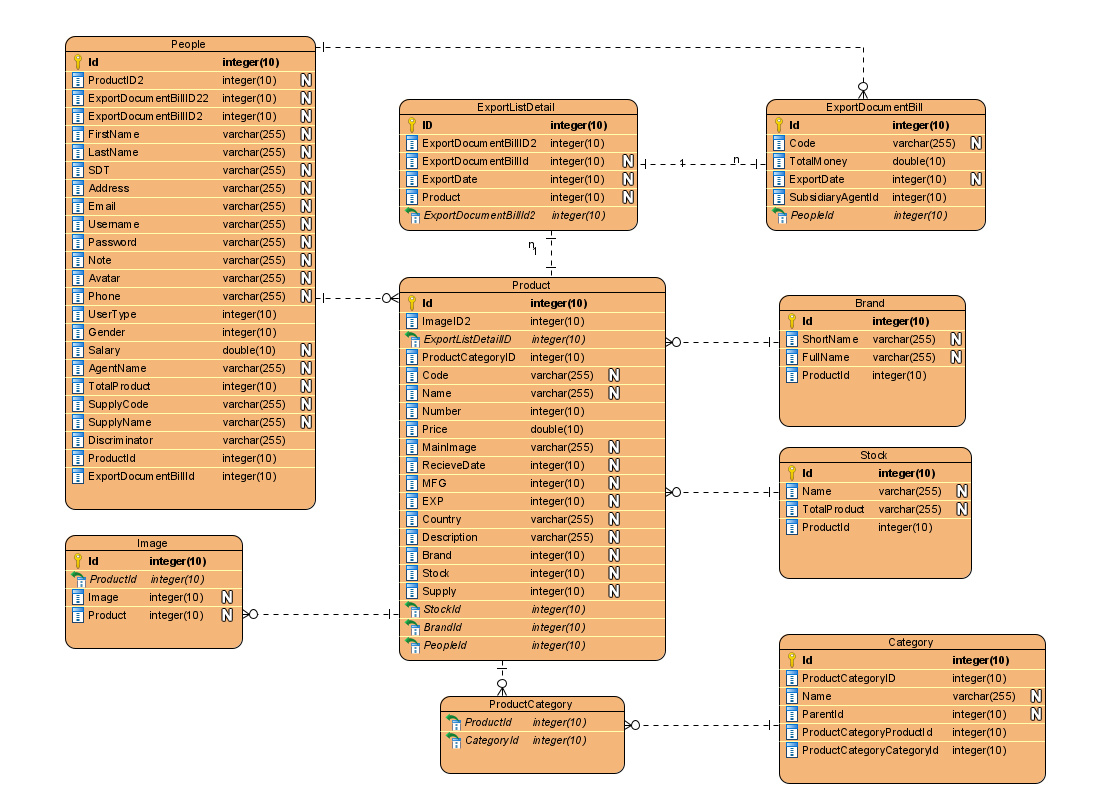 People
Id integer(10)
ProductID2 integer(10) N
ExportDocumentBillID22 integer(10) N
ExportDocumentBillID2 integer(10) N
FirstName varchar(255) N
LastName varchar(255) N
SDT varchar(255) N
Address varchar(255) N
Email varchar(255) N
Username varchar(255) N
Password varchar(255) N
Note varchar(255) N
Avatar varchar(255) N
Phone varchar(255) N
UserType integer(10)
Gender integer(10)
Salary double(10) N
AgentName varchar(255) N
TotalProduct integer(10) N
SupplyCode varchar(255) N
SupplyName varchar(255) N
Discriminator varchar(255)
ProductId integer(10)
ExportDocumentBillId integer(10)
ExportListDetail
ID integer(10)
ExportDocumentBillID2 integer(10)
ExportDocumentBillId integer(10) N
ExportDate integer(10) N
Product integer(10) N
ExportDocumentBillId2 integer(10)
1
n
ExportDocumentBill
Id integer(10)
Code varchar(255) N
TotalMoney double(10)
ExportDate integer(10) N
SubsidiaryAgentId integer(10)
PeopleId integer(10)
n
1
Product
Id integer(10)
ImageID2 integer(10)
ExportListDetailID integer(10)
ProductCategoryID integer(10)
Code varchar(255) N
Name varchar(255) N
Number integer(10)
Price double(10)
MainImage varchar(255) N
RecieveDate integer(10) N
MFG integer(10) N
EXP integer(10) N
Country varchar(255) N
Description varchar(255) N
Brand integer(10) N
Stock integer(10) N
Supply integer(10) N
StockId integer(10)
BrandId integer(10)
PeopleId integer(10)
Brand
Id integer(10)
ShortName varchar(255) N
FullName varchar(255) N
ProductId integer(10)
Stock
Id integer(10)
Name varchar(255) N
TotalProduct varchar(255) N
ProductId integer(10)
Image
Id integer(10)
ProductId integer(10)
Image integer(10) N
Product integer(10) N
ProductCategory
ProductId integer(10)
CategoryId integer(10)
Category
Id integer(10)
ProductCategoryID integer(10)
Name varchar(255) N
ParentId integer(10) N
ProductCategoryProductId integer(10)
ProductCategoryCategoryId integer(10)